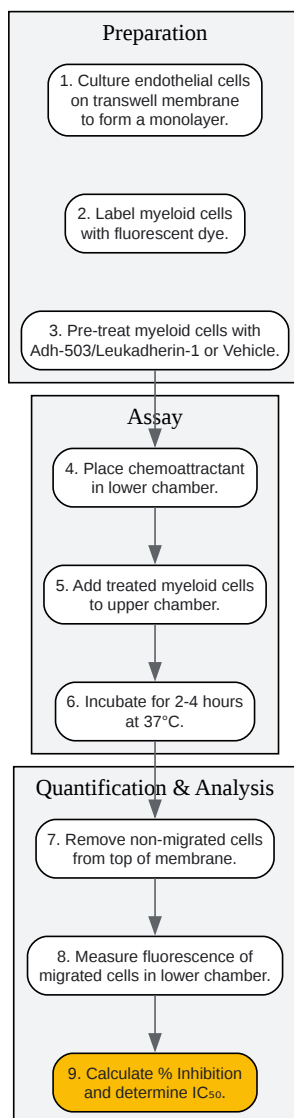 Preparation
1. Culture endothelial cells
on transwell membrane
to form a monolayer.
2. Label myeloid cells
with fluorescent dye.
3. Pre-treat myeloid cells with
Adh-503/Leukadherin-1 or Vehicle.
Assay
4. Place chemoattractant
in lower chamber.
5. Add treated myeloid cells
to upper chamber.
6. Incubate for 2-4 hours
at 37°C.
Quantification & Analysis
7. Remove non-migrated cells
from top of membrane.
8. Measure fluorescence of
migrated cells in lower chamber.
9. Calculate % Inhibition
and determine IC₅₀.